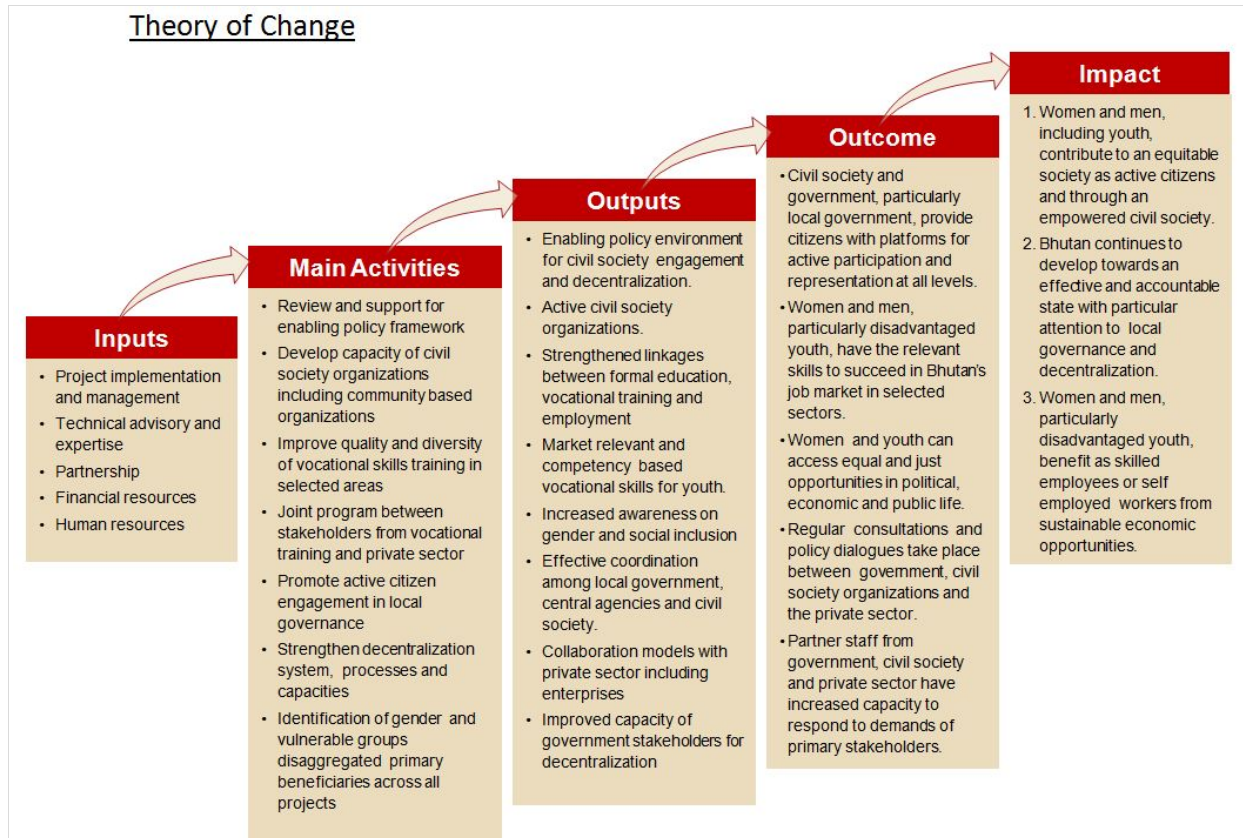 Theory of Change
Inputs
• Project implementation
and management
• Technical advisory and
expertise
• Partnership
• Financial resources
• Human resources
Main Activities
• Review and support for
enabling policy framework
• Develop capacity of civil
society organizations
including community based
organizations
• Improve quality and diversity
of vocational skills training in
selected areas
• Joint program between
stakeholders from vocational
training and private sector
• Promote active citizen
engagement in local
governance
• Strengthen decentralization
system, processes and
capacities
• Identification of gender and
vulnerable groups
disaggregated primary
beneficiaries across all
projects
Outputs
• Enabling policy environment
for civil society engagement
and decentralization.
• Active civil society
organizations.
• Strengthened linkages
between formal education,
vocational training and
employment
• Market relevant and
competency based
vocational skills for youth.
• Increased awareness on
gender and social inclusion
• Effective coordination
among local government,
central agencies and civil
society.
• Collaboration models with
private sector including
enterprises
• Improved capacity of
government stakeholders for
decentralization
Outcome
• Civil society and
government, particularly
local government, provide
citizens with platforms for
active participation and
representation at all levels.
• Women and men,
particularly disadvantaged
youth, have the relevant
skills to succeed in Bhutan's
job market in selected
sectors.
• Women and youth can
access equal and just
opportunities in political,
economic and public life.
• Regular consultations and
policy dialogues take place
between government, civil
society organizations and
the private sector.
• Partner staff from
government, civil society
and private sector have
increased capacity to
respond to demands of
primary stakeholders.
Impact
1. Women and men,
including youth,
contribute to an equitable
society as active citizens
and through an
empowered civil society.
2. Bhutan continues to
develop towards an
effective and accountable
state with particular
attention to local
governance and
decentralization.
3. Women and men,
particularly
disadvantaged youth,
benefit as skilled
employees or self
employed workers from
sustainable economic
opportunities.